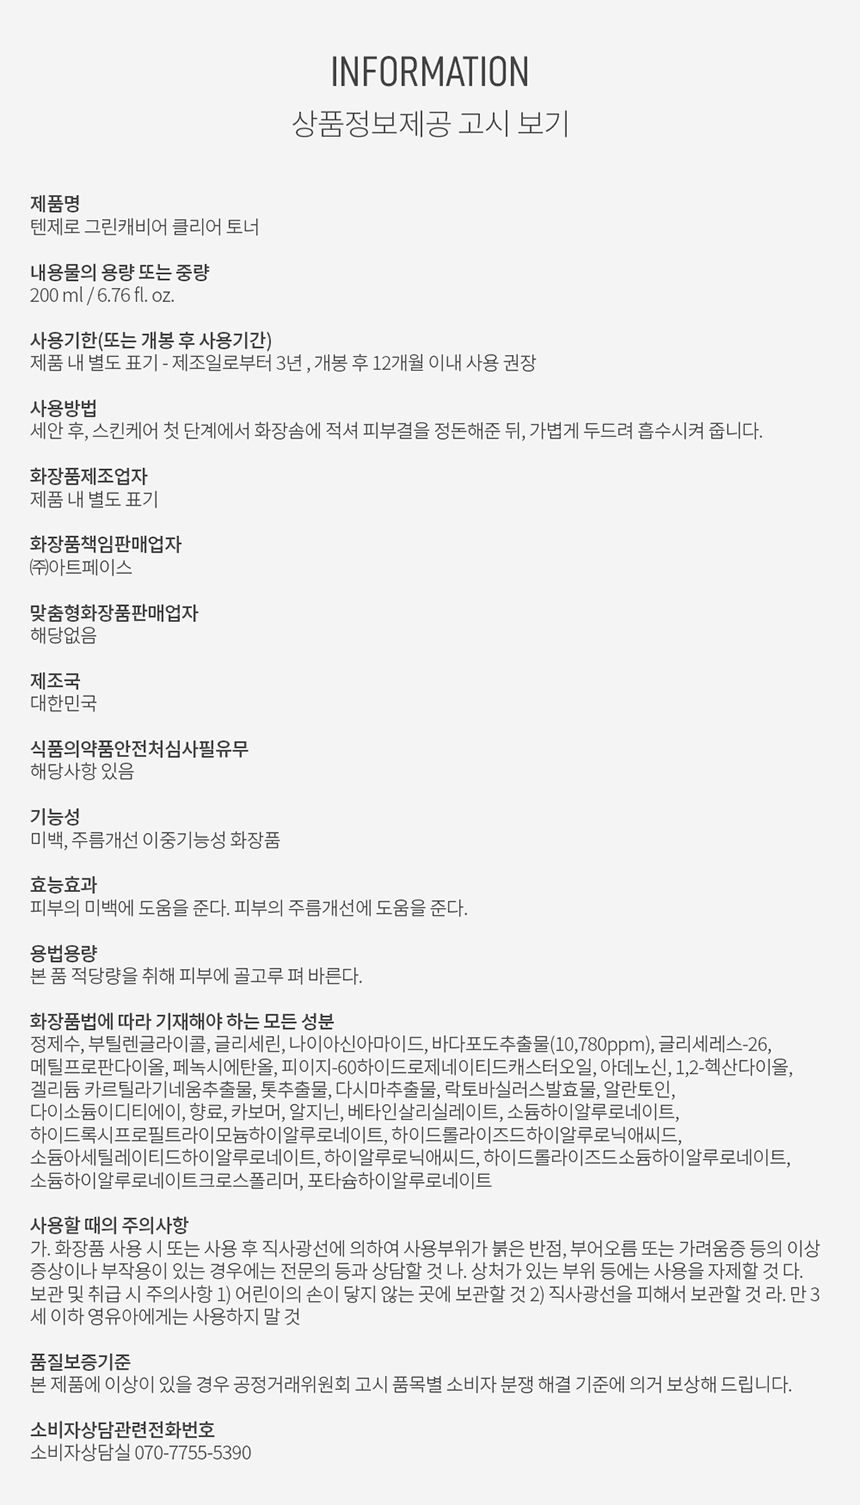 INFORMATION
상품정보제공 고시 보기
제품명
텐제로 그린캐비어 클리어 토너
내용물의 용량 또는 중량
200 ml / 6.76 fl. oz.
사용기한(또는 개봉 후 사용기간)
제품 내 별도 표기 - 제조일로부터 3년 , 개봉 후 12개월 이내 사용 권장
사용방법
세안 후, 스킨케어 첫 단계에서 화장솜에 적셔 피부결을 정돈해준 뒤, 가볍게 두드려 흡수시켜 줍니다.
화장품제조업자
제품 내 별도 표기
화장품책임판매업자
㈜아트페이스
맞춤형화장품판매업자
해당없음
제조국
대한민국
식품의약품안전처심사필유무
해당사항 있음
기능성
미백, 주름개선 이중기능성 화장품
효능효과
피부의 미백에 도움을 준다. 피부의 주름개선에 도움을 준다.
용법용량
본 품 적당량을 취해 피부에 골고루 펴 바른다.
화장품법에 따라 기재해야 하는 모든 성분
정제수, 부틸렌글라이콜, 글리세린, 나이아신아마이드, 바다포도추출물(10,780ppm), 글리세레스-26,
메틸프로판다이올, 페녹시에탄올, 피이지-60하이드로제네이티드캐스터오일, 아데노신, 1,2-헥산다이올,
겔리듐 카르틸라기네움추출물, 톳추출물, 다시마추출물, 락토바실러스발효물, 알란토인,
다이소듐이디티에이, 향료, 카보머, 알지닌, 베타인살리실레이트, 소듐하이알루로네이트,
하이드록시프로필트라이모늄하이알루로네이트, 하이드롤라이즈드하이알루로닉애씨드,
소듐아세틸레이티드하이알루로네이트, 하이알루로닉애씨드, 하이드롤라이즈드소듐하이알루로네이트,
소듐하이알루로네이트크로스폴리머, 포타슘하이알루로네이트
사용할 때의 주의사항
가. 화장품 사용 시 또는 사용 후 직사광선에 의하여 사용부위가 붉은 반점, 부어오름 또는 가려움증 등의 이상
증상이나 부작용이 있는 경우에는 전문의 등과 상담할 것 나. 상처가 있는 부위 등에는 사용을 자제할 것 다.
보관 및 취급 시 주의사항 1) 어린이의 손이 닿지 않는 곳에 보관할 것 2) 직사광선을 피해서 보관할 것 라. 만 3
세 이하 영유아에게는 사용하지 말 것
품질보증기준
본 제품에 이상이 있을 경우 공정거래위원회 고시 품목별 소비자 분쟁 해결 기준에 의거 보상해 드립니다.
소비자상담관련전화번호
소비자상담실 070-7755-5390